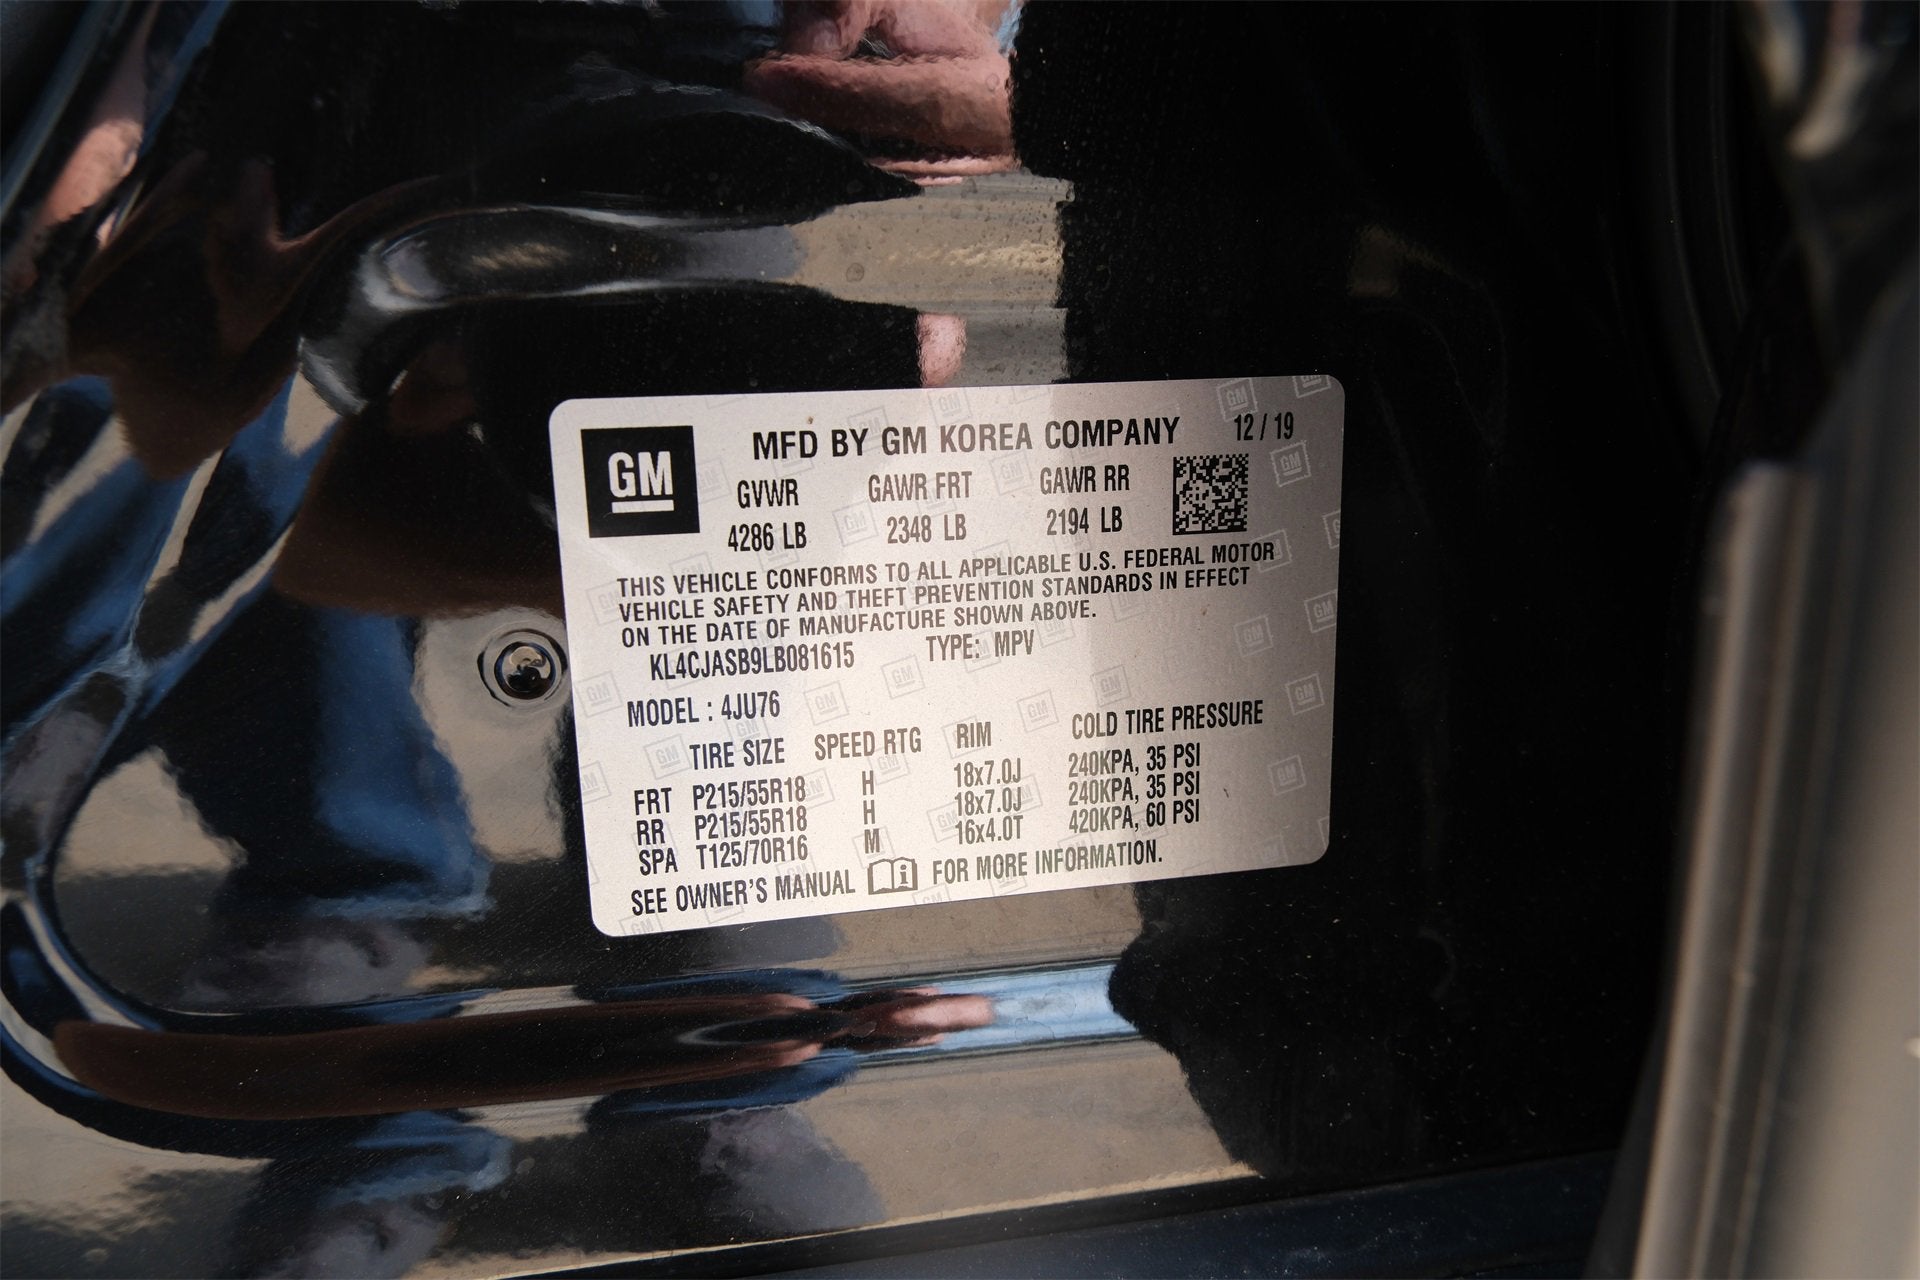 GM
MFD BY GM KOREA COMPANY 12 / 19
GVWR GAWR FRT GAWR RR
4286 LB 2348 LB 2194 LB
THIS VEHICLE CONFORMS TO ALL APPLICABLE U.S. FEDERAL MOTOR
VEHICLE SAFETY AND THEFT PREVENTION STANDARDS IN EFFECT
ON THE DATE OF MANUFACTURE SHOWN ABOVE.
KL4CJASB9LB081615 TYPE: MPV
MODEL : 4JU76
TIRE SIZE SPEED RTG RIM COLD TIRE PRESSURE
FRT P215/55R18 H 18x7.0J 240KPA, 35 PSI
RR P215/55R18 H 18x7.0J 240KPA, 35 PSI
SPA T125/70R16 M 16x4.0T 420KPA, 60 PSI
SEE OWNER'S MANUAL i FOR MORE INFORMATION.